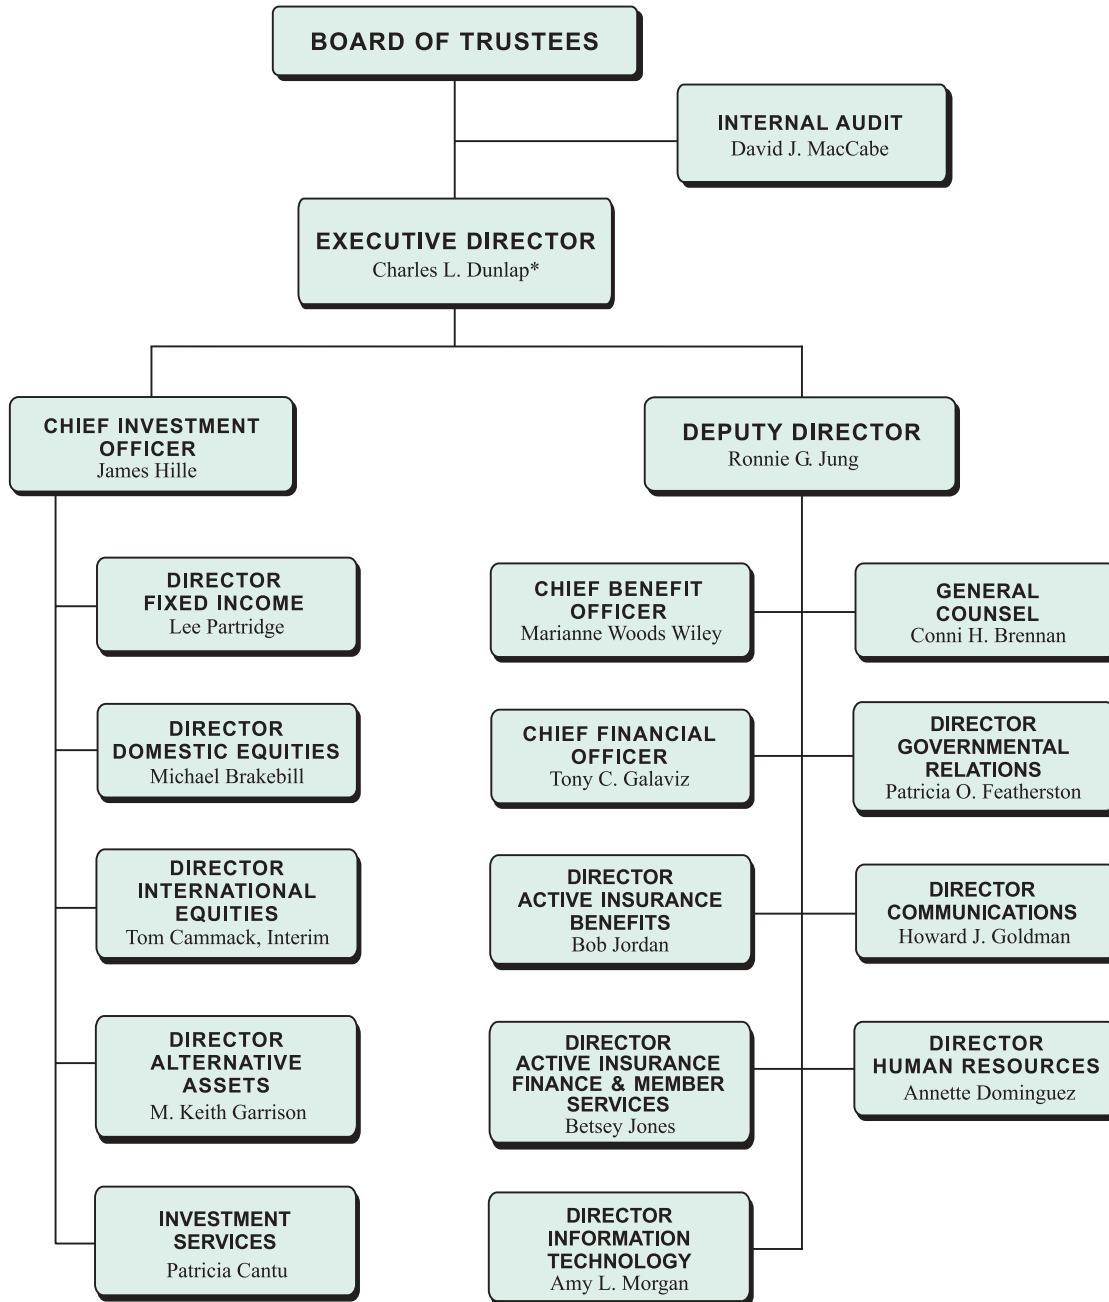 BOARD OF TRUSTEES
INTERNAL AUDIT
David J. MacCabe
EXECUTIVE DIRECTOR
Charles L. Dunlap*
CHIEF INVESTMENT
OFFICER
James Hille
DEPUTY DIRECTOR
Ronnie G. Jung
DIRECTOR
FIXED INCOME
Lee Partridge
CHIEF BENEFIT
OFFICER
Marianne Woods Wiley
GENERAL
COUNSEL
Conni H. Brennan
DIRECTOR
DOMESTIC EQUITIES
Michael Brakebill
CHIEF FINANCIAL
OFFICER
Tony C. Galaviz
DIRECTOR
GOVERNMENTAL
RELATIONS
Patricia O. Featherston
DIRECTOR
INTERNATIONAL
EQUITIES
Tom Cammack, Interim
DIRECTOR
ACTIVE INSURANCE
BENEFITS
Bob Jordan
DIRECTOR
COMMUNICATIONS
Howard J. Goldman
DIRECTOR
ALTERNATIVE
ASSETS
M. Keith Garrison
DIRECTOR
ACTIVE INSURANCE
FINANCE & MEMBER
SERVICES
Betsey Jones
DIRECTOR
HUMAN RESOURCES
Annette Dominguez
INVESTMENT
SERVICES
Patricia Cantu
DIRECTOR
INFORMATION
TECHNOLOGY
Amy L. Morgan